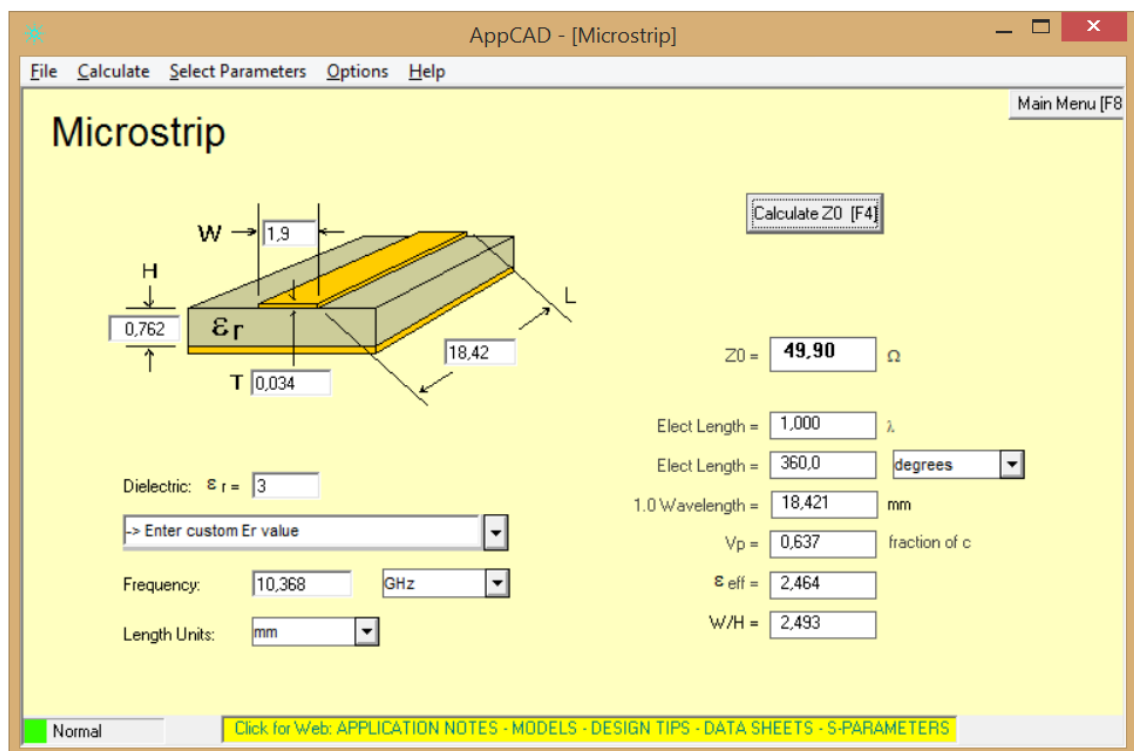 AppCAD - [Microstrip]
File Calculate Select Parameters Options Help
Main Menu [F8
Microstrip
Calculate Z0 [F4]
W 1,9
H
0,762
εr
L
18,42
T 0,034
Z0 = 49,90 Ω
Elect Length = 1,000 λ
Elect Length = 360,0 degrees
1.0 Wavelength = 18,421 mm
Vp = 0,637 fraction of c
ε eff = 2,464
W/H = 2,493
Dielectric: ε r = 3
-> Enter custom Er value
Frequency: 10,368 GHz
Length Units: mm
Normal
Click for Web: APPLICATION NOTES - MODELS - DESIGN TIPS - DATA SHEETS - S-PARAMETERS